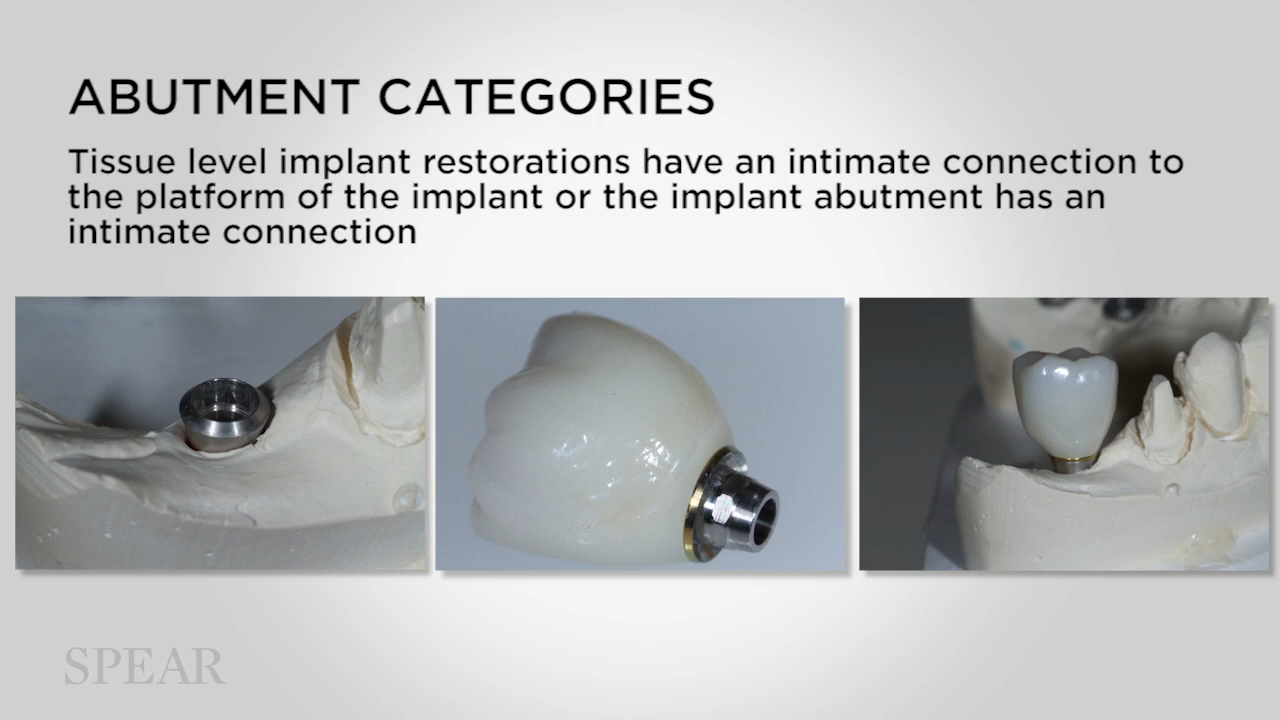 ABUTMENT CATEGORIES
Tissue level implant restorations have an intimate connection to
the platform of the implant or the implant abutment has an
intimate connection
SPEAR